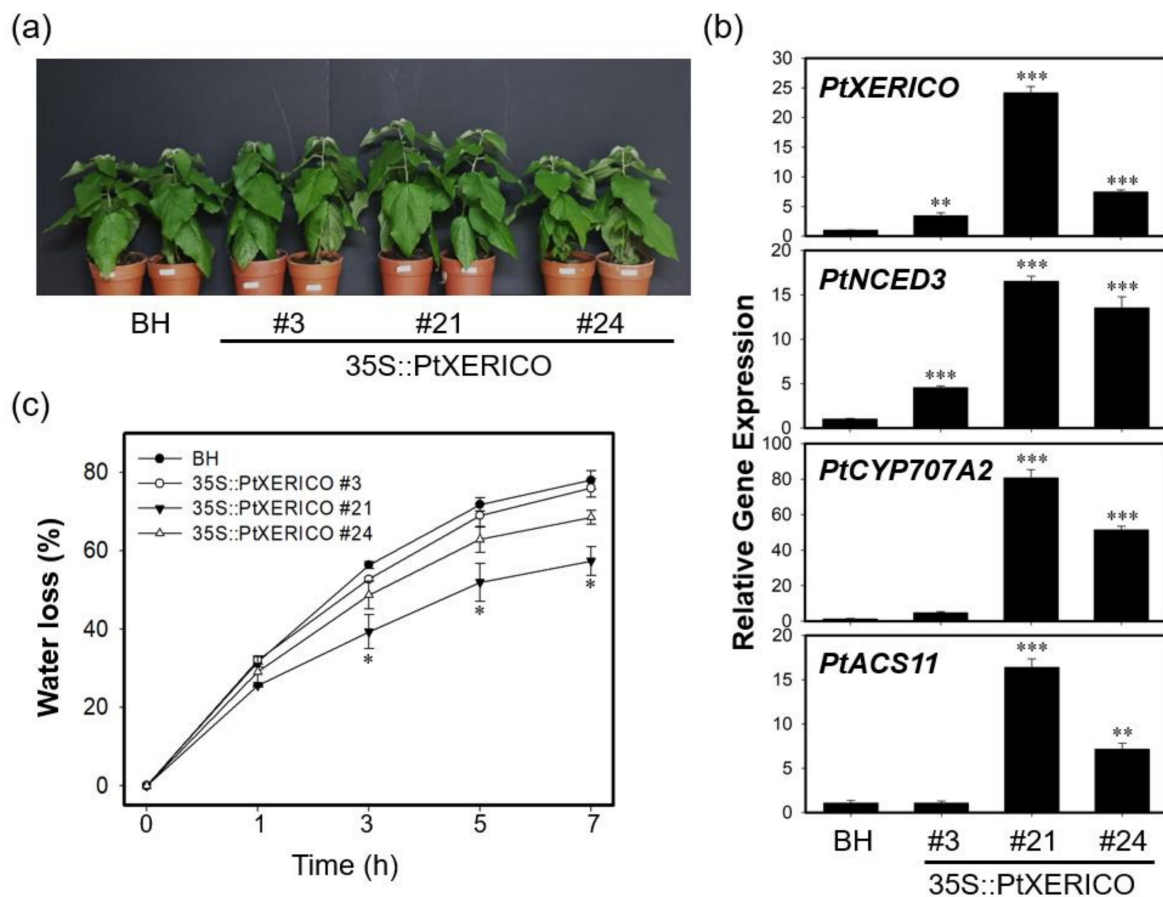 (a)
BH #3 #21 #24
35S::PtXERICO
(b)
Relative Gene Expression
PtXERICO
30
25
20
15
10
5
0
**
***
***
PtNCED3
20
15
10
5
0
***
***
***
PtCYP707A2
100
80
60
40
20
0
***
***
PtACS11
20
15
10
5
0
***
**
BH #3 #21 #24
35S::PtXERICO
(c)
BH
35S::PtXERICO #3
35S::PtXERICO #21
35S::PtXERICO #24
Water loss (%)
80
60
40
20
0
*
*
*
0 1 3 5 7
Time (h)